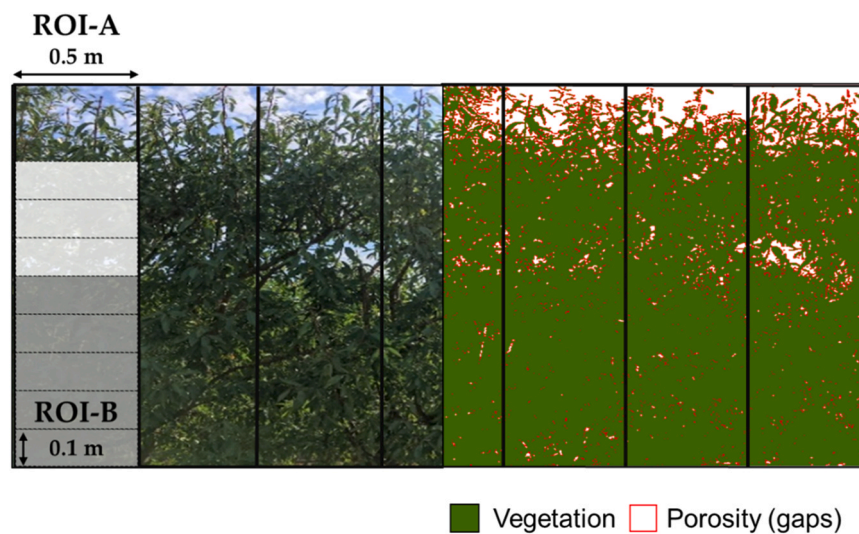 ROI-A
0.5 m
ROI-B
0.1 m
Vegetation
Porosity (gaps)